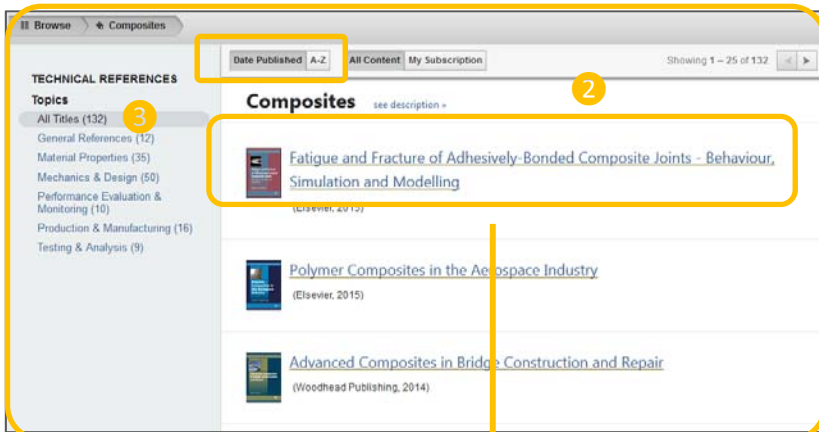 Browse Composites
Date Published A-Z All Content My Subscription Showing 1 – 25 of 132
TECHNICAL REFERENCES
Topics
All Titles (132)
General References (12)
Material Properties (35)
Mechanics & Design (50)
Performance Evaluation &
Monitoring (10)
Production & Manufacturing (16)
Testing & Analysis (9)
3
2
Composites see description »
Fatigue and Fracture of Adhesively-Bonded Composite Joints - Behaviour,
Simulation and Modelling
(Elsevier, 2015)
Polymer Composites in the Aerospace Industry
(Elsevier, 2015)
Advanced Composites in Bridge Construction and Repair
(Woodhead Publishing, 2014)